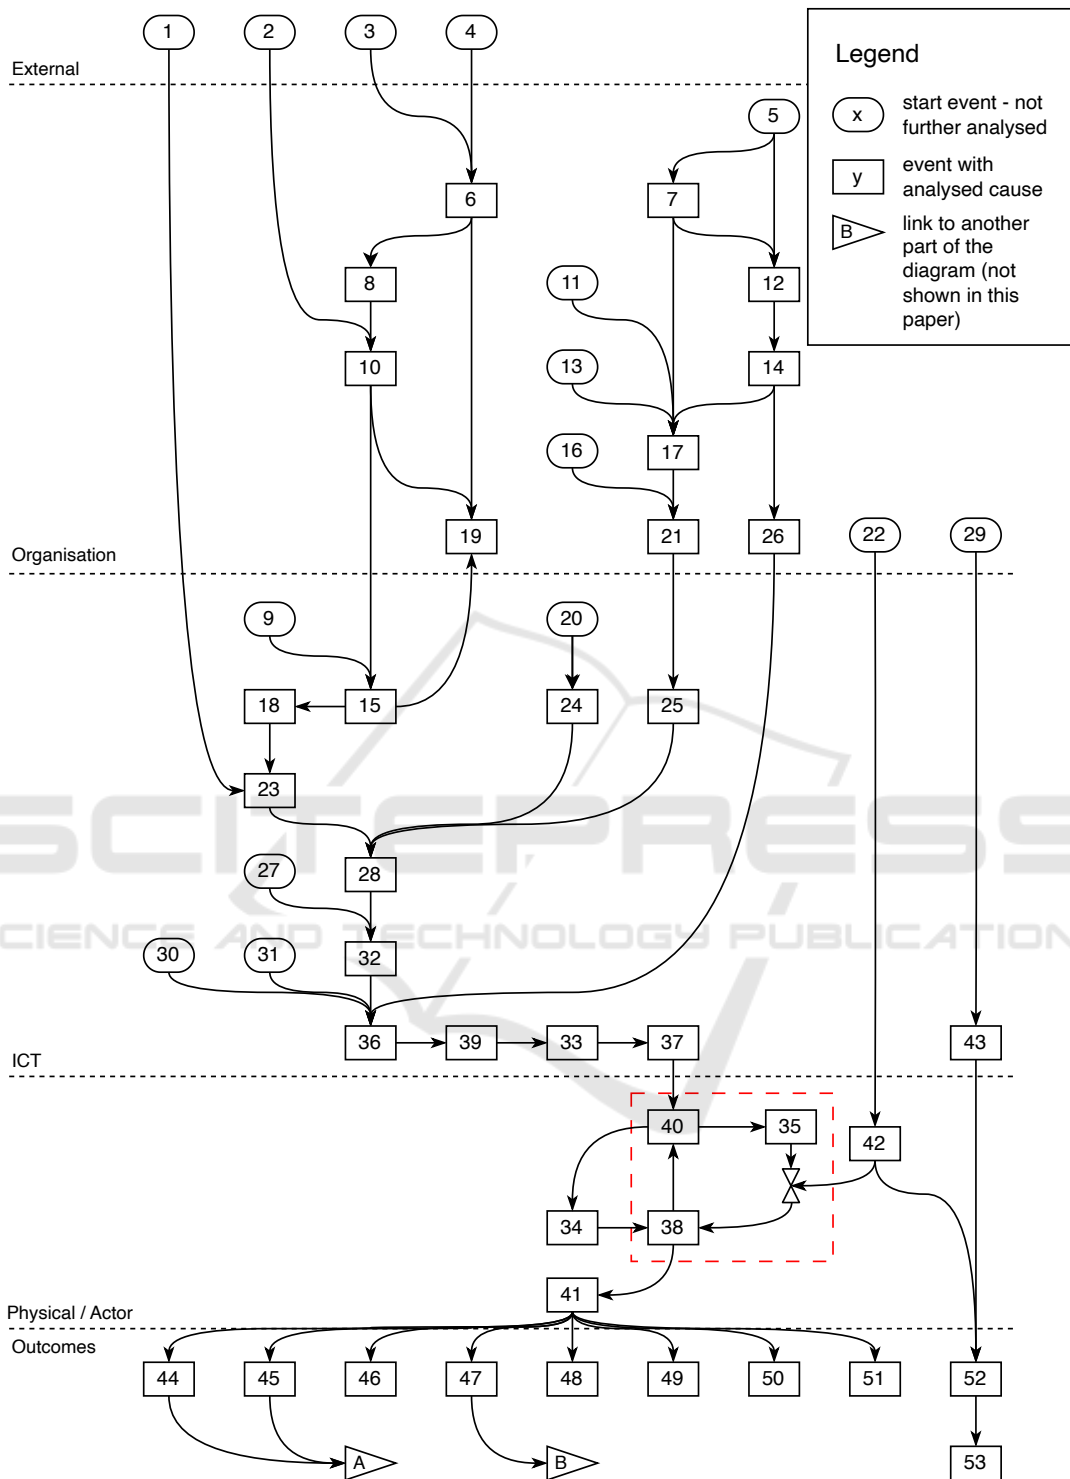 1 2 3 4
Legend
External
x start event - not
further analysed
5
y event with
analysed cause
6 7
B link to another
part of the
diagram (not
shown in this
paper)
8 11 12
10 13 14
16 17
19 21 26 22 29
Organisation
9 20
18 15 24 25
23
SCITEPRESS
27 28
SCIENCE AND TECHNOLOGY PUBLICATIONS
30 31 32
36 39 33 37 43
ICT
40 35 42
34 38
41
Physical / Actor
Outcomes
44 45 46 47 48 49 50 51 52
A B 53